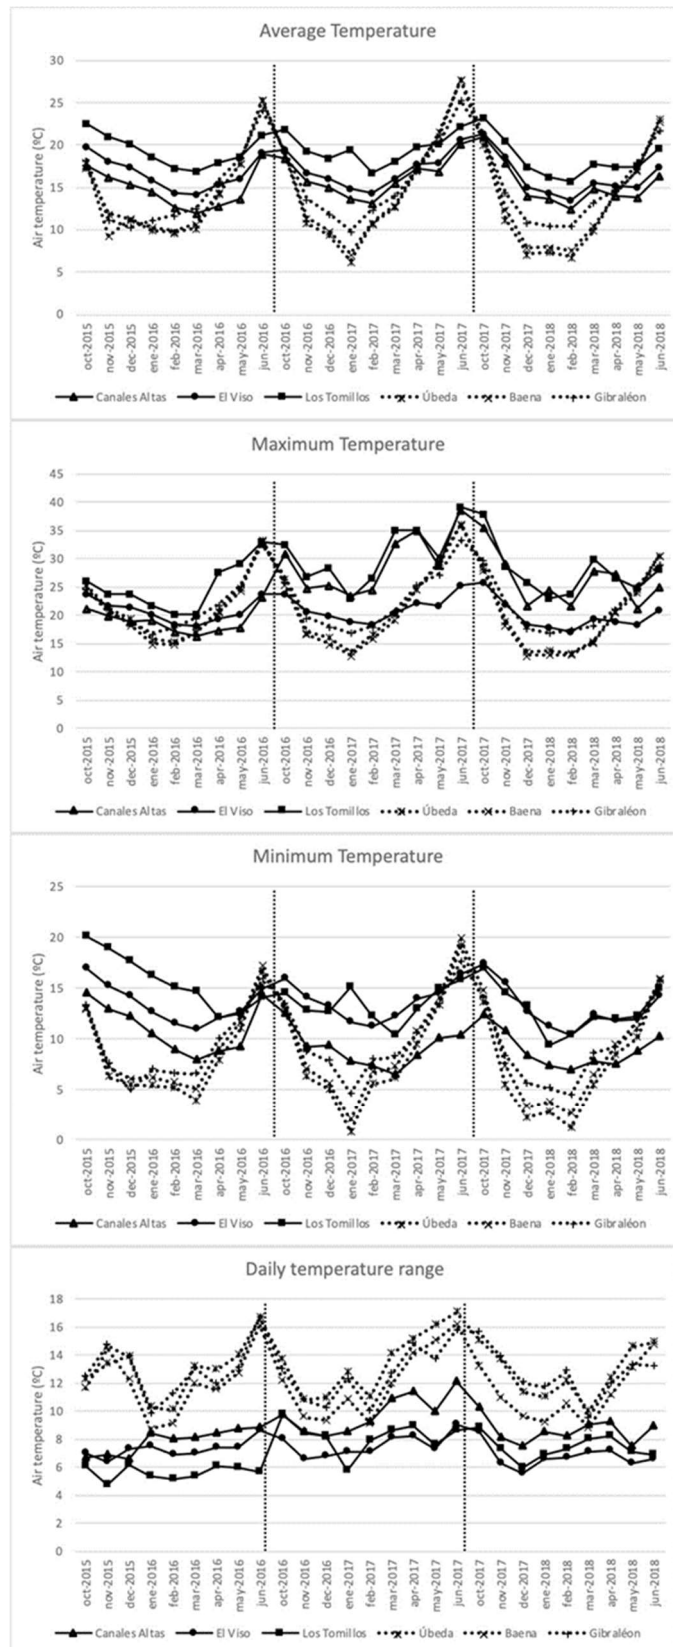 Average Temperature
30
25
20
15
10
5
0
Air temperature (ºC)
oct-2015 nov-2015 dec-2015 ene-2016 feb-2016 mar-2016 apr-2016 may-2016 jun-2016 oct-2016 nov-2016 dec-2016 ene-2017 feb-2017 mar-2017 apr-2017 may-2017 jun-2017 oct-2017 nov-2017 dec-2017 ene-2018 feb-2018 mar-2018 apr-2018 may-2018 jun-2018
Canales Altas El Viso Los Tomillos Úbeda Baena Gibraléon
Maximum Temperature
45
40
35
30
25
20
15
10
5
0
Air temperature (ºC)
oct-2015 nov-2015 dec-2015 ene-2016 feb-2016 mar-2016 apr-2016 may-2016 jun-2016 oct-2016 nov-2016 dec-2016 ene-2017 feb-2017 mar-2017 apr-2017 may-2017 jun-2017 oct-2017 nov-2017 dec-2017 ene-2018 feb-2018 mar-2018 apr-2018 may-2018 jun-2018
Canales Altas El Viso Los Tomillos Úbeda Baena Gibraléon
Minimum Temperature
25
20
15
10
5
0
Air temperature (ºC)
oct-2015 nov-2015 dec-2015 ene-2016 feb-2016 mar-2016 apr-2016 may-2016 jun-2016 oct-2016 nov-2016 dec-2016 ene-2017 feb-2017 mar-2017 apr-2017 may-2017 jun-2017 oct-2017 nov-2017 dec-2017 ene-2018 feb-2018 mar-2018 apr-2018 may-2018 jun-2018
Canales Altas El Viso Los Tomillos Úbeda Baena Gibraléon
Daily temperature range
18
16
14
12
10
8
6
4
2
0
Air temperature (ºC)
oct-2015 nov-2015 dec-2015 ene-2016 feb-2016 mar-2016 apr-2016 may-2016 jun-2016 oct-2016 nov-2016 dec-2016 ene-2017 feb-2017 mar-2017 apr-2017 may-2017 jun-2017 oct-2017 nov-2017 dec-2017 ene-2018 feb-2018 mar-2018 apr-2018 may-2018 jun-2018
Canales Altas El Viso Los Tomillos Úbeda Baena Gibraléon